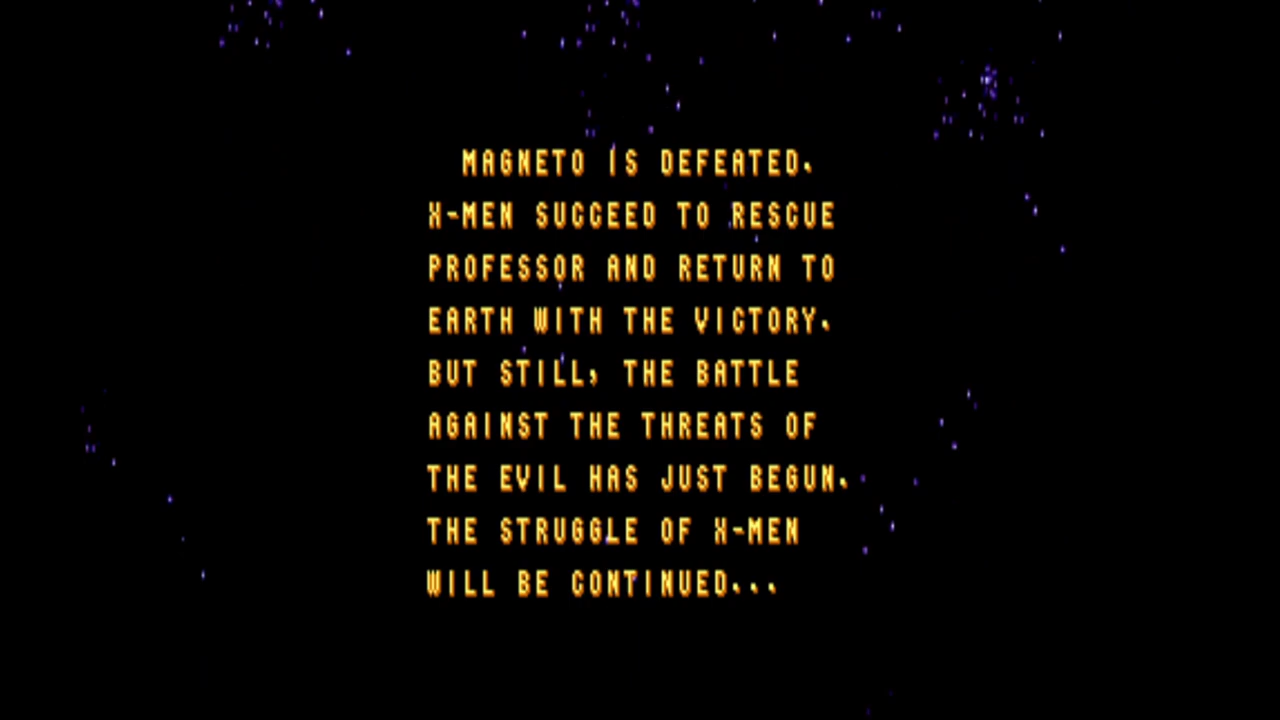 MAGNETO IS DEFEATED.
X-MEN SUCCEED TO RESCUE
PROFESSOR AND RETURN TO
EARTH WITH THE VICTORY.
BUT STILL, THE BATTLE
AGAINST THE THREATS OF
THE EVIL HAS JUST BEGUN.
THE STRUGGLE OF X-MEN
WILL BE CONTINUED...